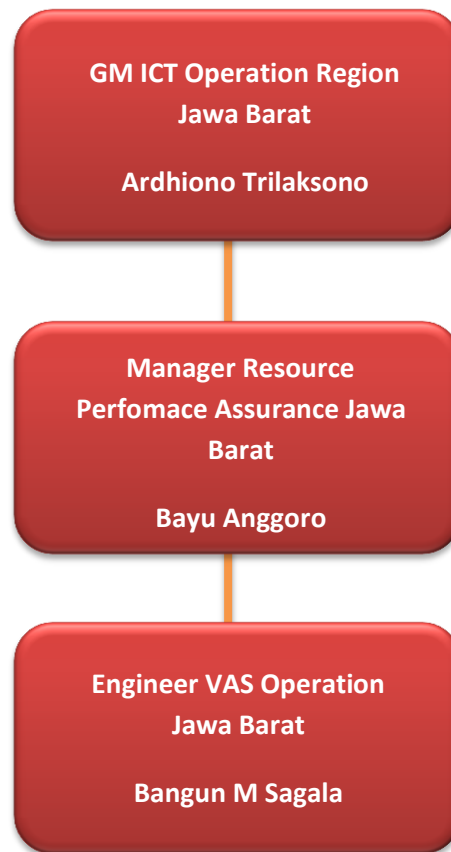 GM ICT Operation Region
Jawa Barat
Ardhiono Trilaksono
Manager Resource
Perfomace Assurance Jawa
Barat
Bayu Anggoro
Engineer VAS Operation
Jawa Barat
Bangun M Sagala